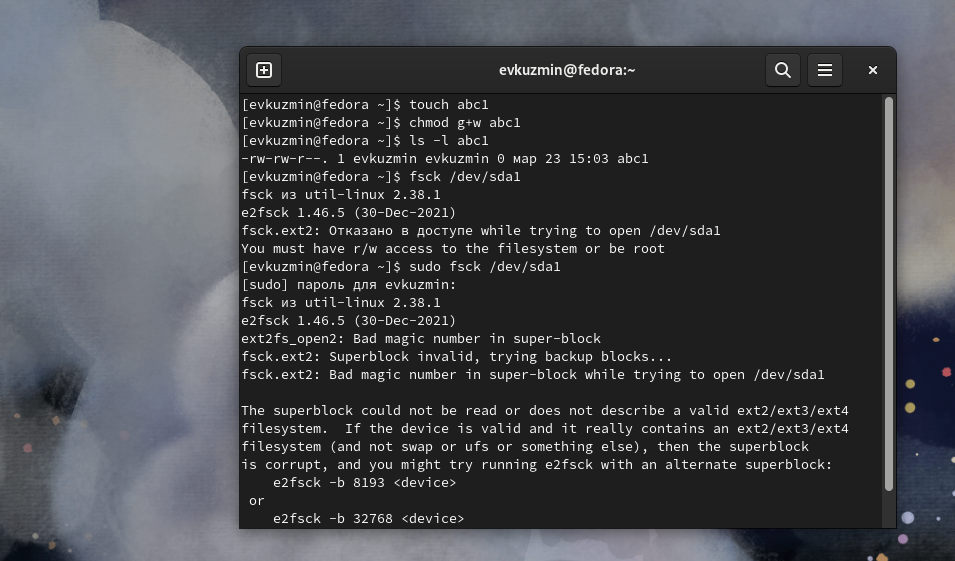 evkuzmin@fedora:~
[evkuzmin@fedora ~]$ touch abc1
[evkuzmin@fedora ~]$ chmod g+w abc1
[evkuzmin@fedora ~]$ ls -l abc1
-rw-rw-r--. 1 evkuzmin evkuzmin 0 мар 23 15:03 abc1
[evkuzmin@fedora ~]$ fsck /dev/sda1
fsck из util-linux 2.38.1
e2fsck 1.46.5 (30-Dec-2021)
fsck.ext2: Отказано в доступе while trying to open /dev/sda1
You must have r/w access to the filesystem or be root
[evkuzmin@fedora ~]$ sudo fsck /dev/sda1
[sudo] пароль для evkuzmin:
fsck из util-linux 2.38.1
e2fsck 1.46.5 (30-Dec-2021)
ext2fs_open2: Bad magic number in super-block
fsck.ext2: Superblock invalid, trying backup blocks...
fsck.ext2: Bad magic number in super-block while trying to open /dev/sda1
The superblock could not be read or does not describe a valid ext2/ext3/ext4
filesystem.  If the device is valid and it really contains an ext2/ext3/ext4
filesystem (and not swap or ufs or something else), then the superblock
is corrupt, and you might try running e2fsck with an alternate superblock:
    e2fsck -b 8193 <device>
 or
    e2fsck -b 32768 <device>